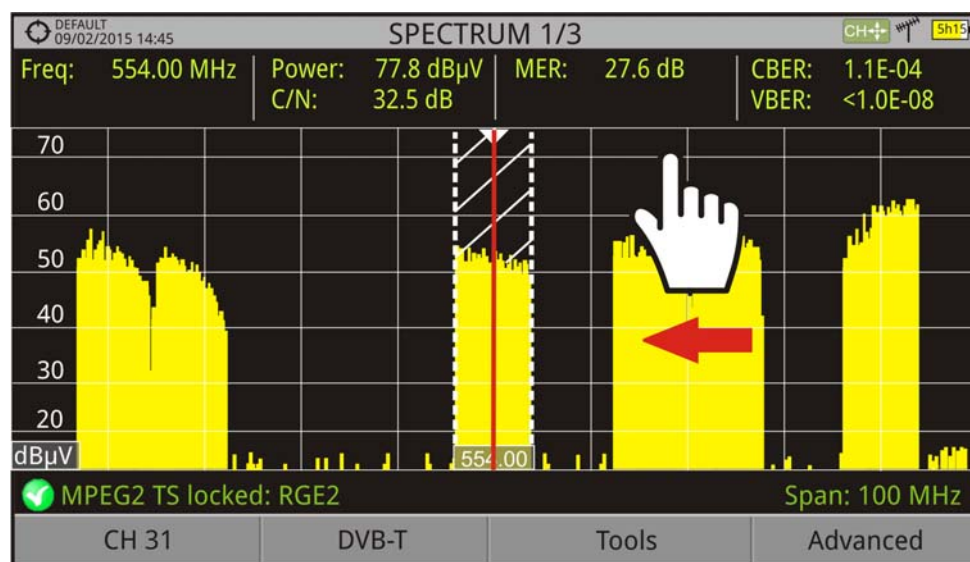 DEFAULT
09/02/2015 14:45
SPECTRUM 1/3
CH
5h15
Freq: 554.00 MHz
Power: 77.8 dBµV
C/N: 32.5 dB
MER: 27.6 dB
CBER: 1.1E-04
VBER: <1.0E-08
70
60
50
40
30
20
dBµV
554.00
MPEG2 TS locked: RGE2
Span: 100 MHz
CH 31
DVB-T
Tools
Advanced